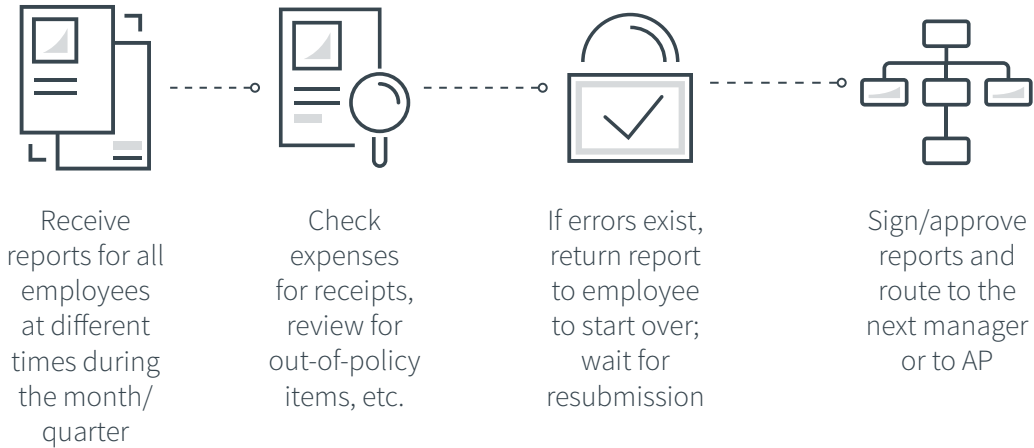 Receive
reports for all
employees
at different
times during
the month/
quarter
Check
expenses
for receipts,
review for
out-of-policy
items, etc.
If errors exist,
return report
to employee
to start over;
wait for
resubmission
Sign/approve
reports and
route to the
next manager
or to AP